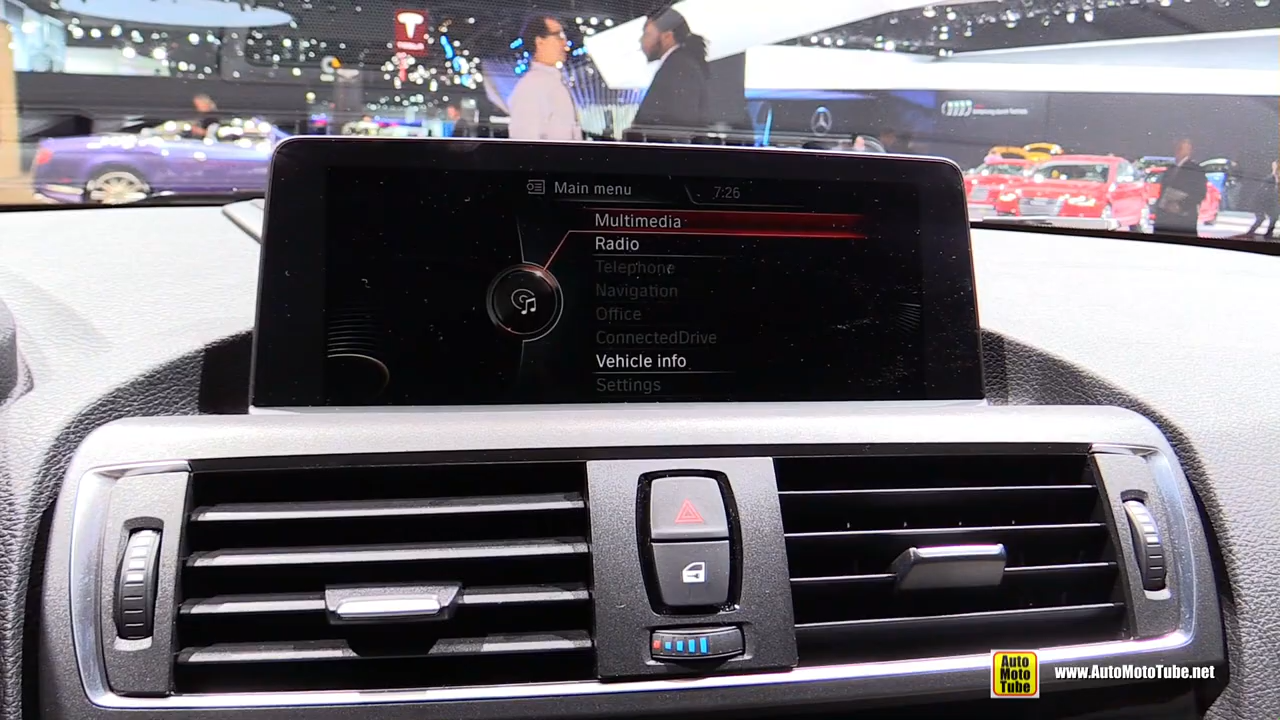 TESLA
Main menu
7:26
Multimedia
Radio
Telephone
Navigation
Office
ConnectedDrive
Vehicle info
Settings
Auto
Moto
Tube
www.AutoMotoTube.net